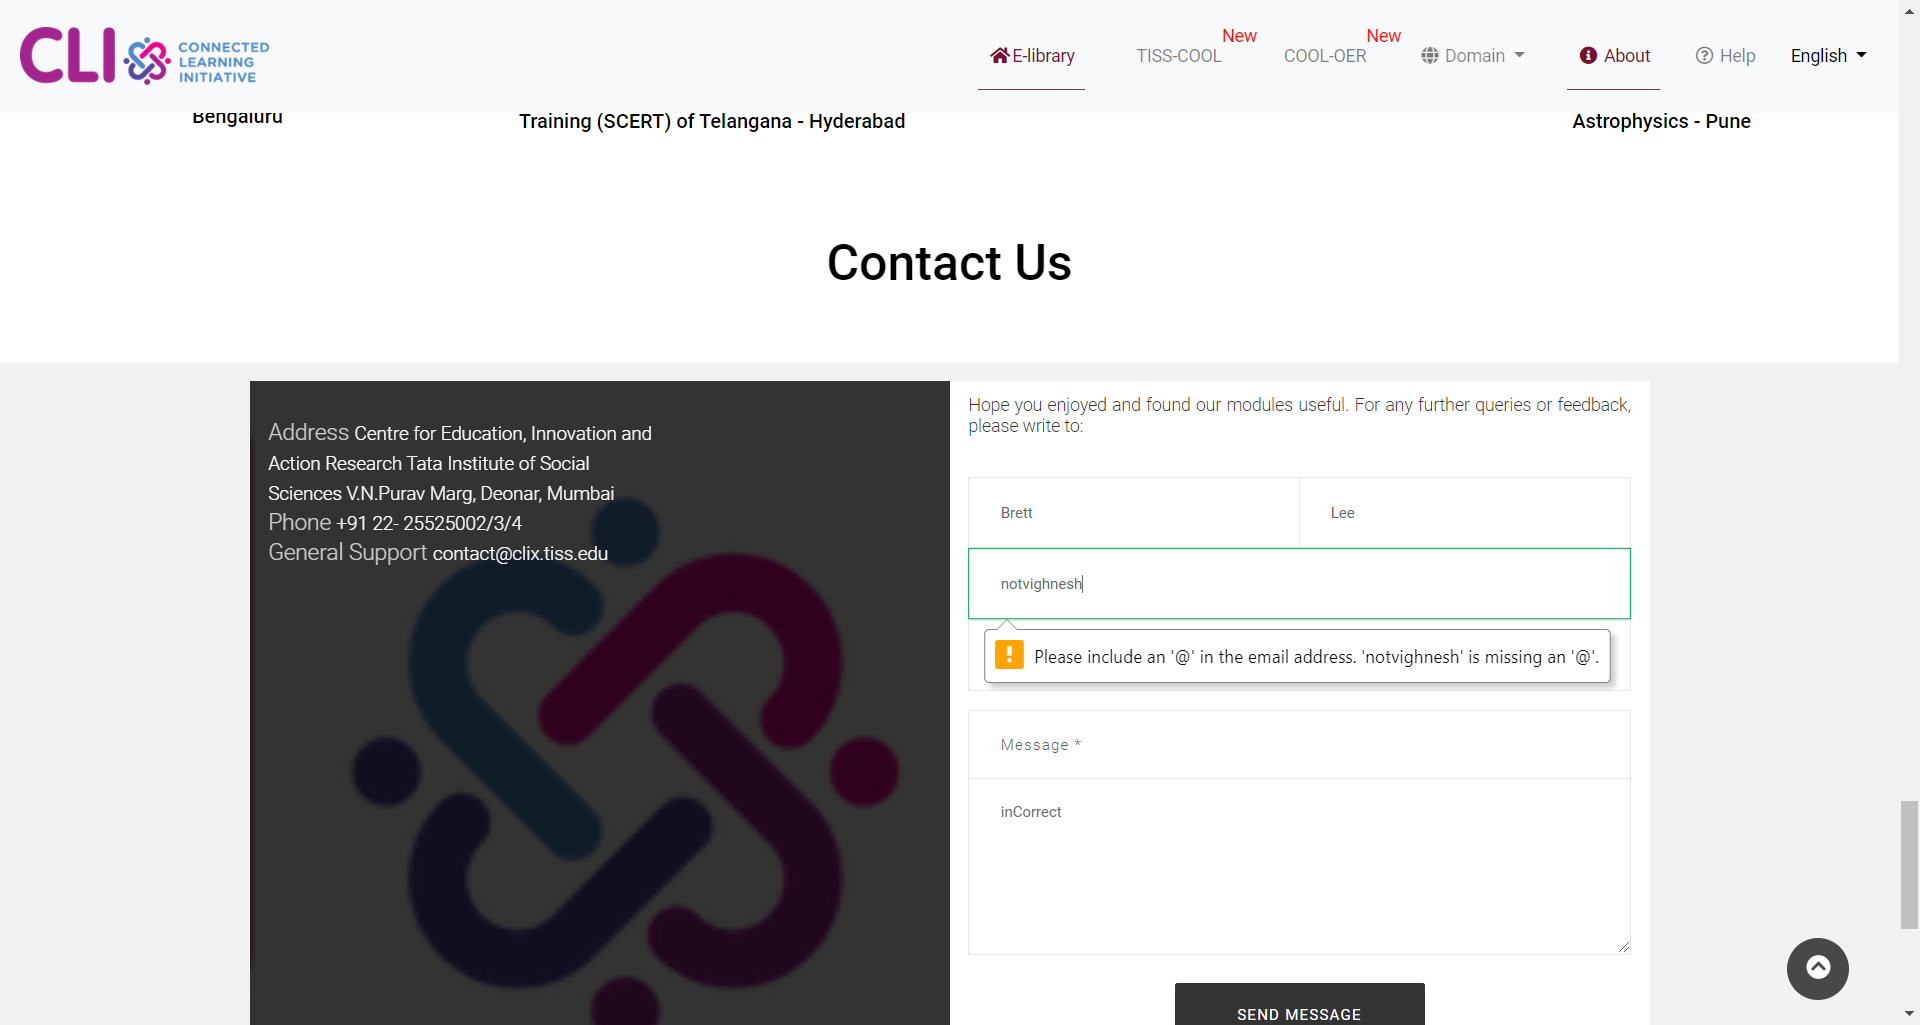 CLI CONNECTED
LEARNING
INITIATIVE
E-library
TISS-COOL New
COOL-OER New
Domain
About
Help
English
Bengaluru
Training (SCERT) of Telangana - Hyderabad
Astrophysics - Pune
Contact Us
Address Centre for Education, Innovation and
Action Research Tata Institute of Social
Sciences V.N.Purav Marg, Deonar, Mumbai
Phone +91 22- 25525002/3/4
General Support contact@clix.tiss.edu
Hope you enjoyed and found our modules useful. For any further queries or feedback,
please write to:
Brett
Lee
notvighnesh
Please include an '@' in the email address. 'notvighnesh' is missing an '@'.
Message *
inCorrect
SEND MESSAGE